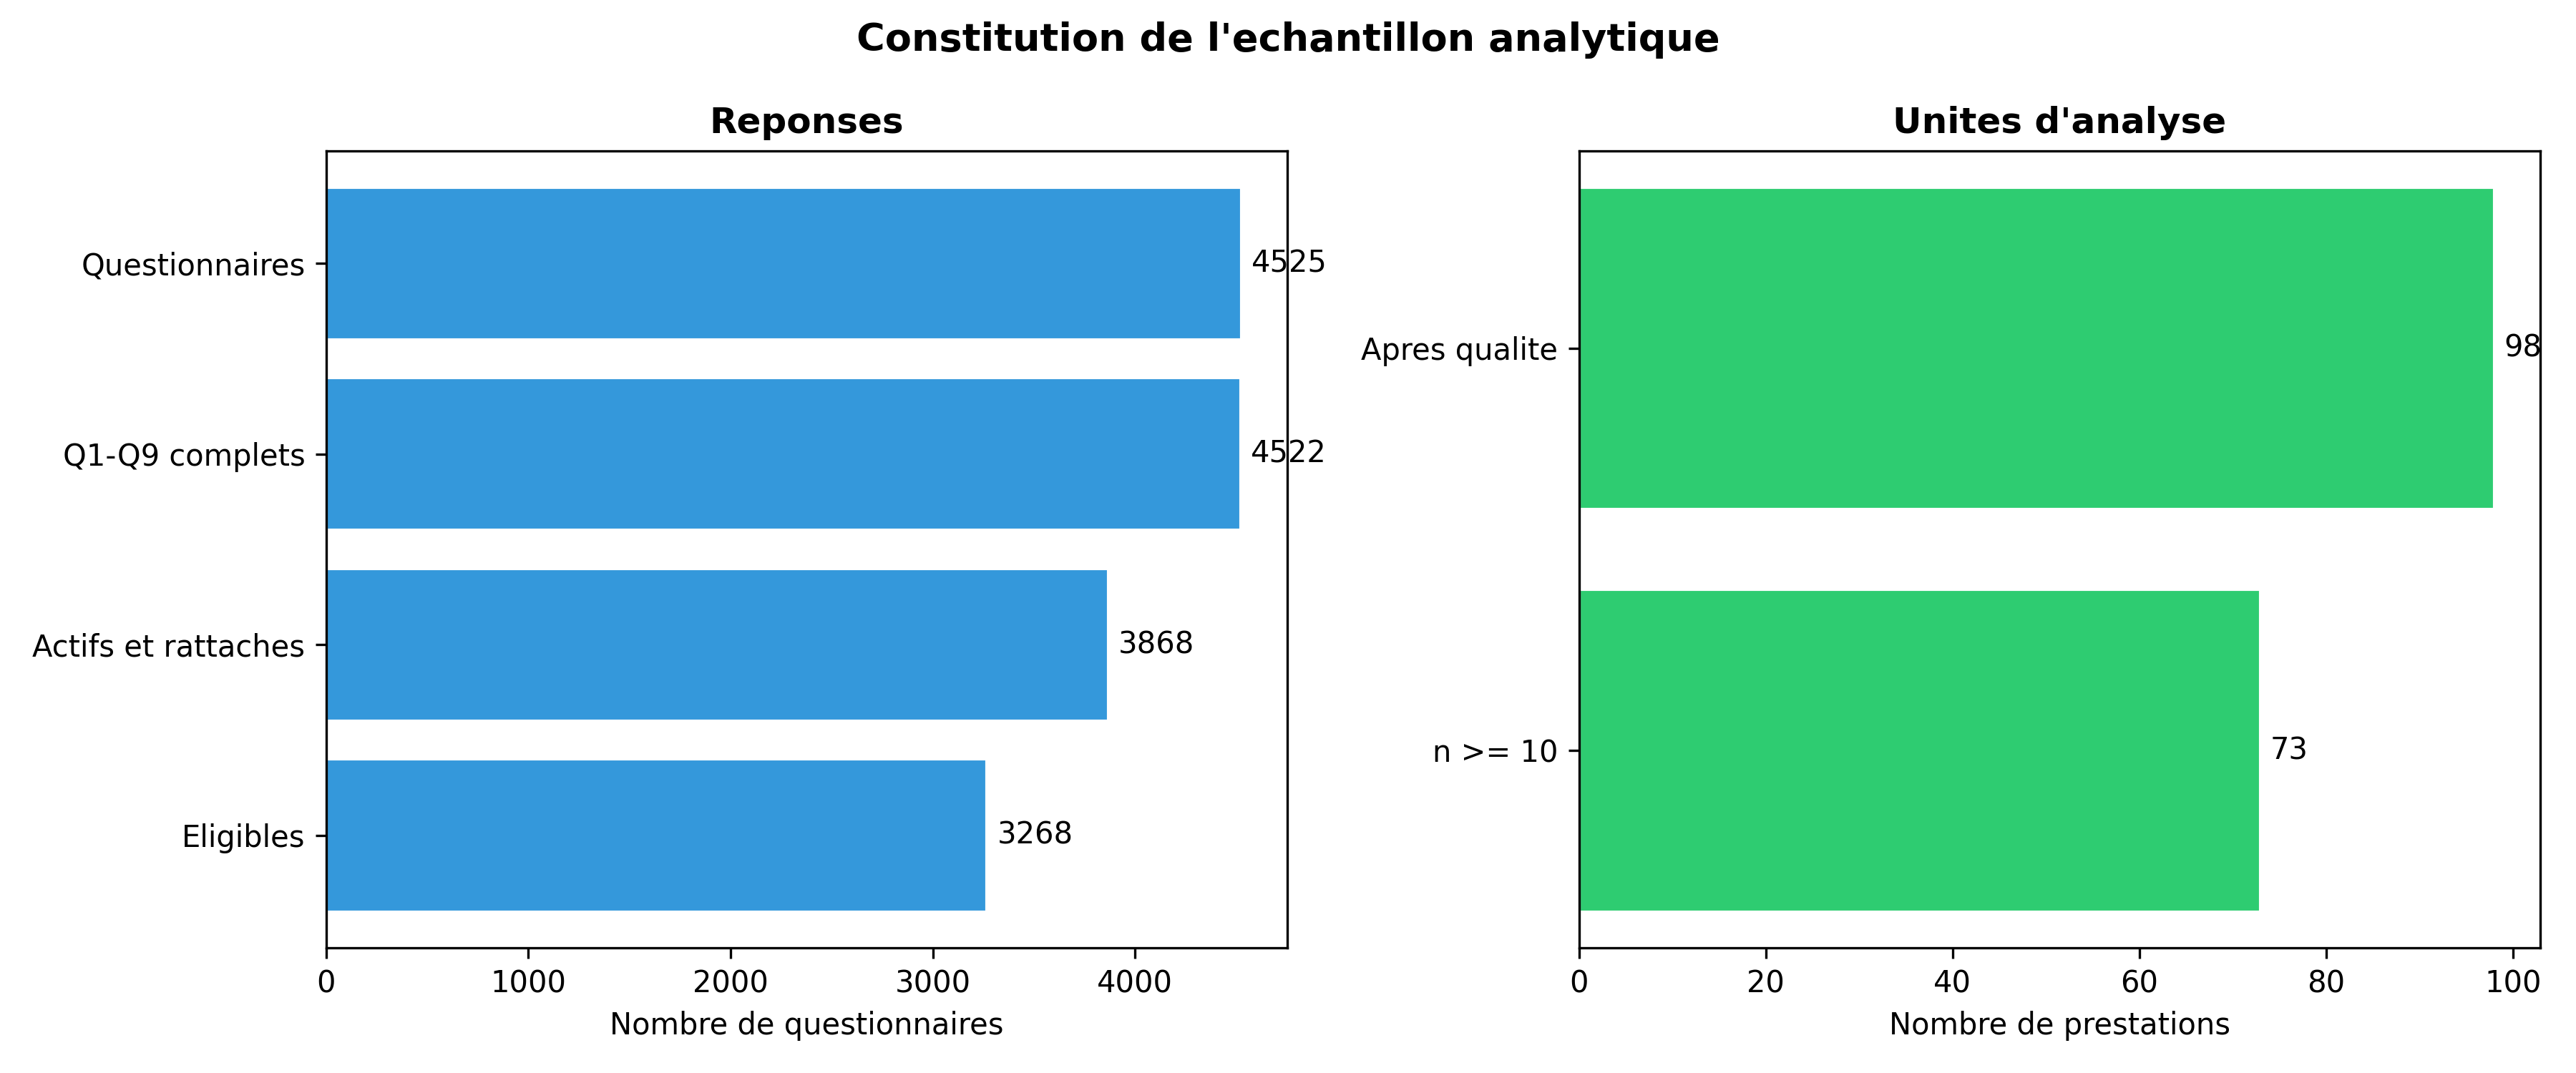 Constitution de l'echantillon analytique
Reponses
Questionnaires
4525
Q1-Q9 complets
4522
Actifs et rattaches
3868
Eligibles
3268
0 1000 2000 3000 4000
Nombre de questionnaires
Unites d'analyse
Apres qualite
98
n >= 10
73
0 20 40 60 80 100
Nombre de prestations